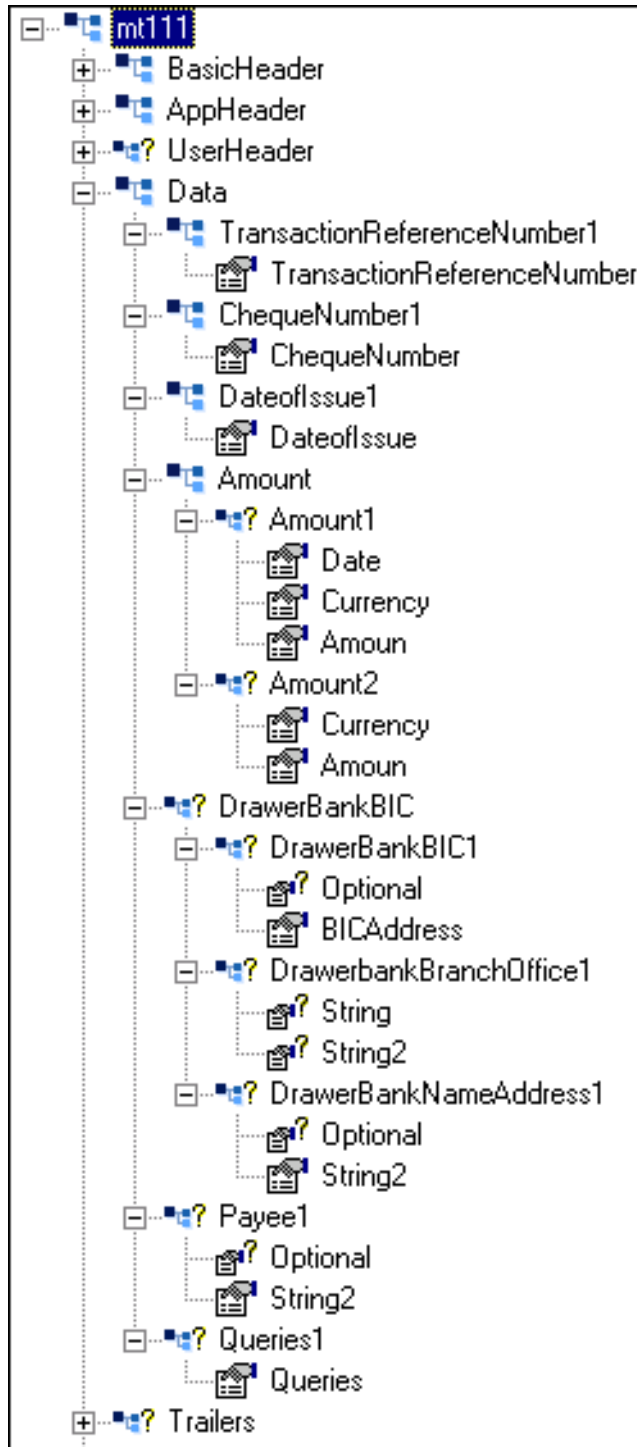 mt111
BasicHeader
AppHeader
? UserHeader
Data
TransactionReferenceNumber1
TransactionReferenceNumber
ChequeNumber1
ChequeNumber
DateofIssue1
DateofIssue
Amount
? Amount1
Date
Currency
Amoun
? Amount2
Currency
Amoun
? DrawerBankBIC
? DrawerBankBIC1
? Optional
BICAddress
? DrawerbankBranchOffice1
? String
? String2
? DrawerBankNameAddress1
? Optional
String2
? Payee1
? Optional
String2
? Queries1
Queries
? Trailers